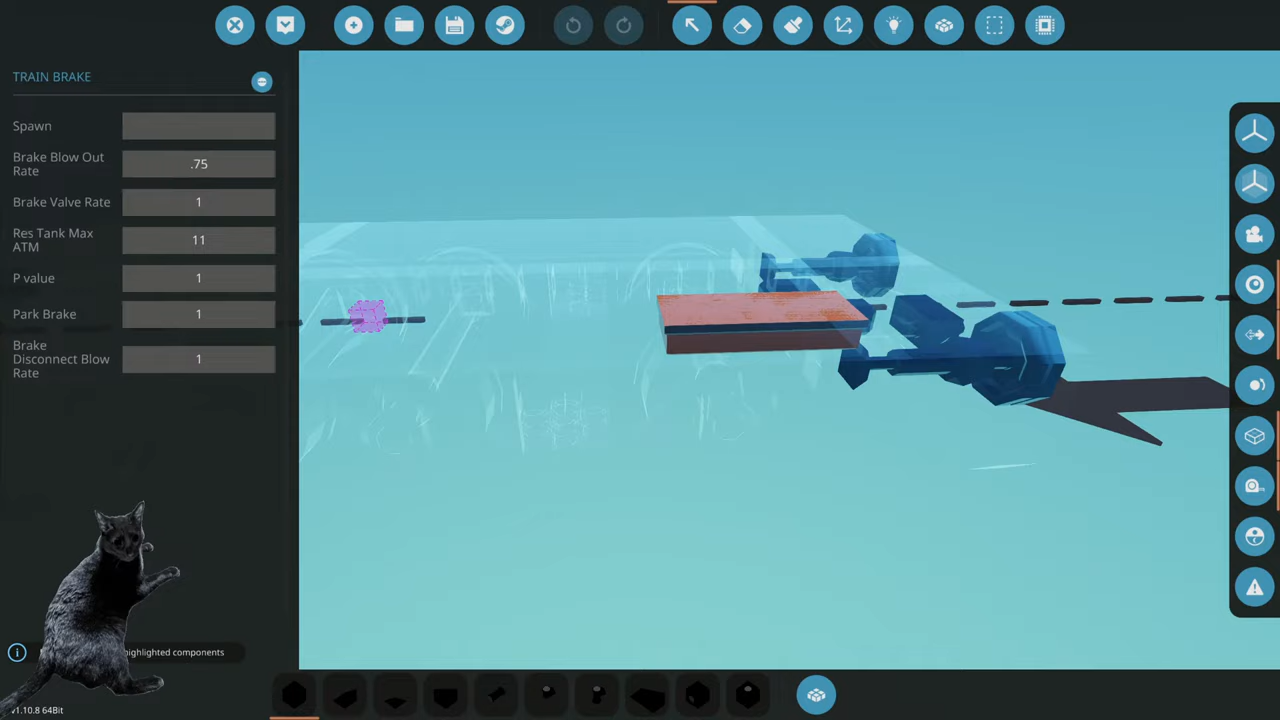 TRAIN BRAKE
Spawn
Brake Blow Out
Rate
.75
Brake Valve Rate
1
Res Tank Max
ATM
11
P value
1
Park Brake
1
Brake
Disconnect Blow
Rate
1
highlighted components
v1.10.8 64Bit